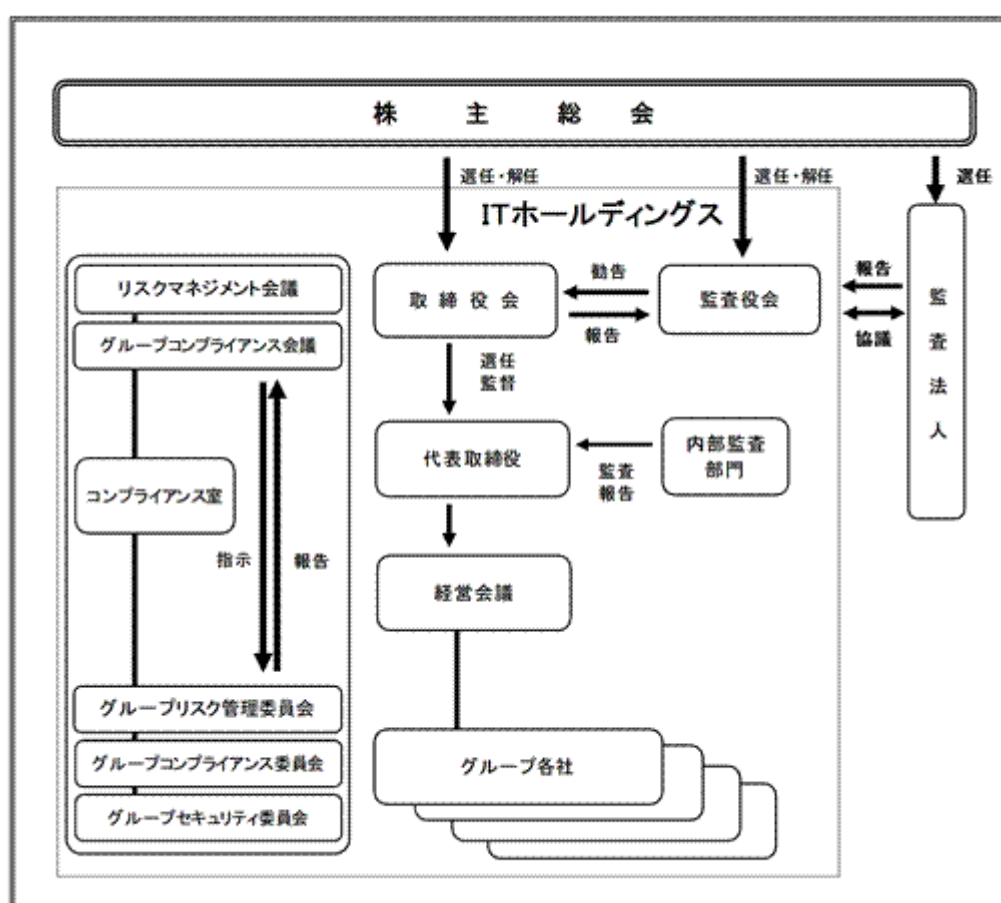 株主総会
選任・解任
選任・解任
選任
ITホールディングス
リスクマネジメント会議
グループコンプライアンス会議
コンプライアンス室
指示
報告
グループリスク管理委員会
グループコンプライアンス委員会
グループセキュリティ委員会
取締役会
勧告
報告
監査役会
報告
協議
監査法人
選任
監督
代表取締役
監査
報告
内部監査
部門
経営会議
グループ各社